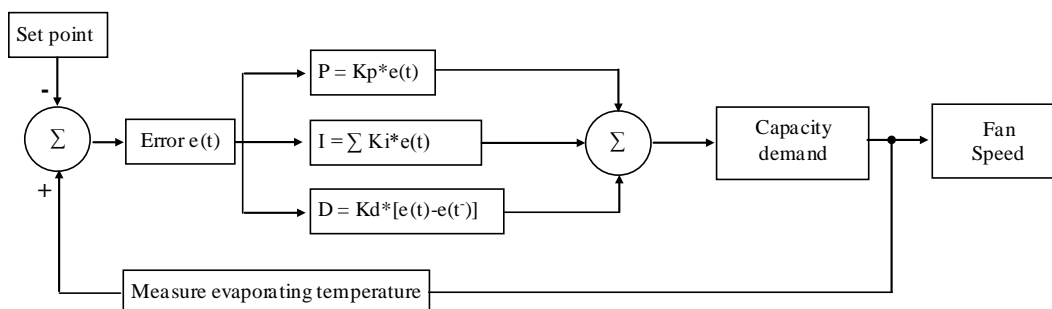 Set point
-
Σ
+
Error e(t)
P = Kp*e(t)
I = ∑ Ki*e(t)
D = Kd*[e(t)-e(t⁻)]
Σ
Capacity
demand
Fan
Speed
Measure evaporating temperature